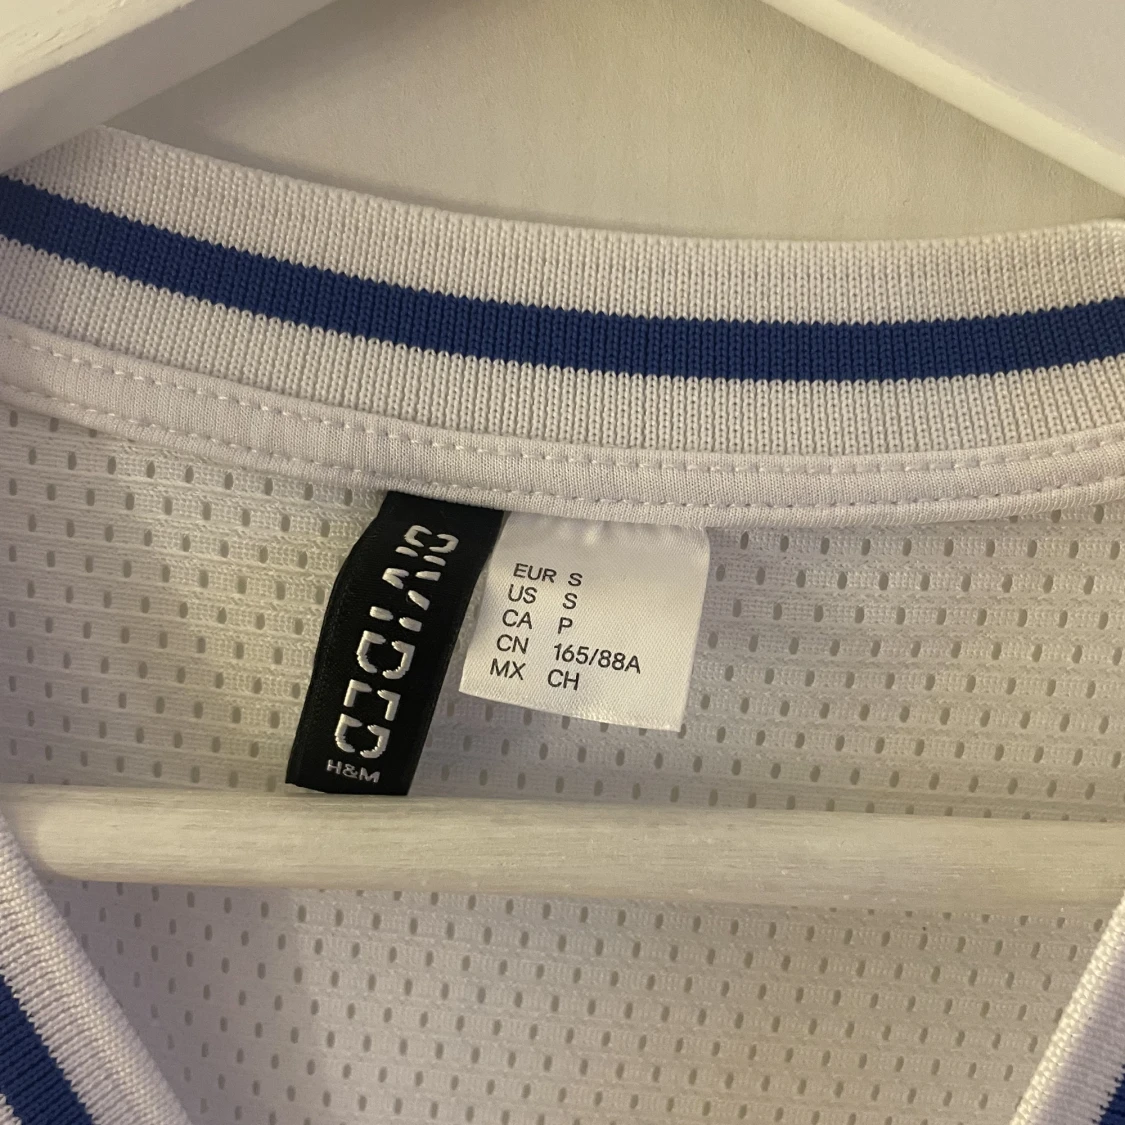 DIVIDED
H&M
EUR S
US S
CA P
CN 165/88A
MX CH